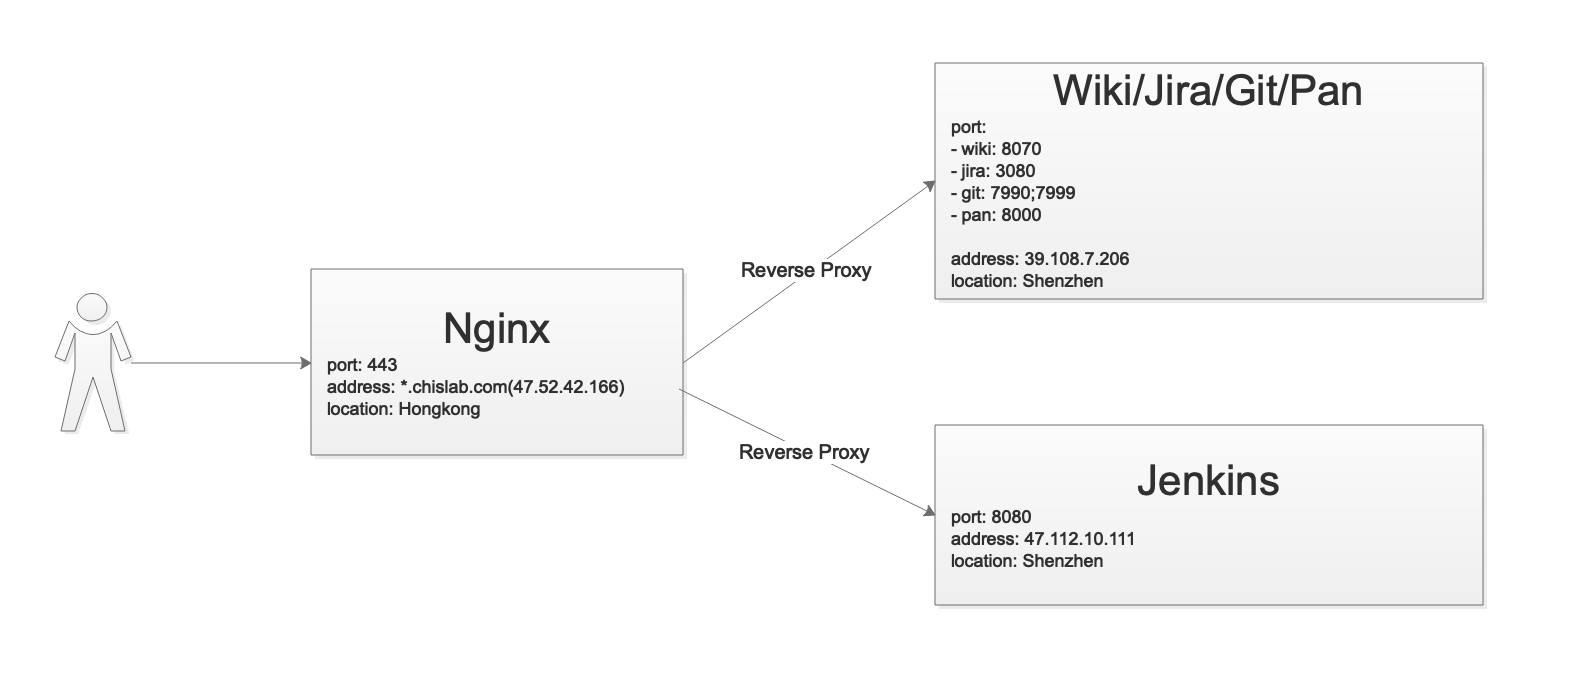 Wiki/Jira/Git/Pan
port:
- wiki: 8070
- jira: 3080
- git: 7990;7999
- pan: 8000
address: 39.108.7.206
location: Shenzhen
Reverse Proxy
Nginx
port: 443
address: *.chislab.com(47.52.42.166)
location: Hongkong
Reverse Proxy
Jenkins
port: 8080
address: 47.112.10.111
location: Shenzhen